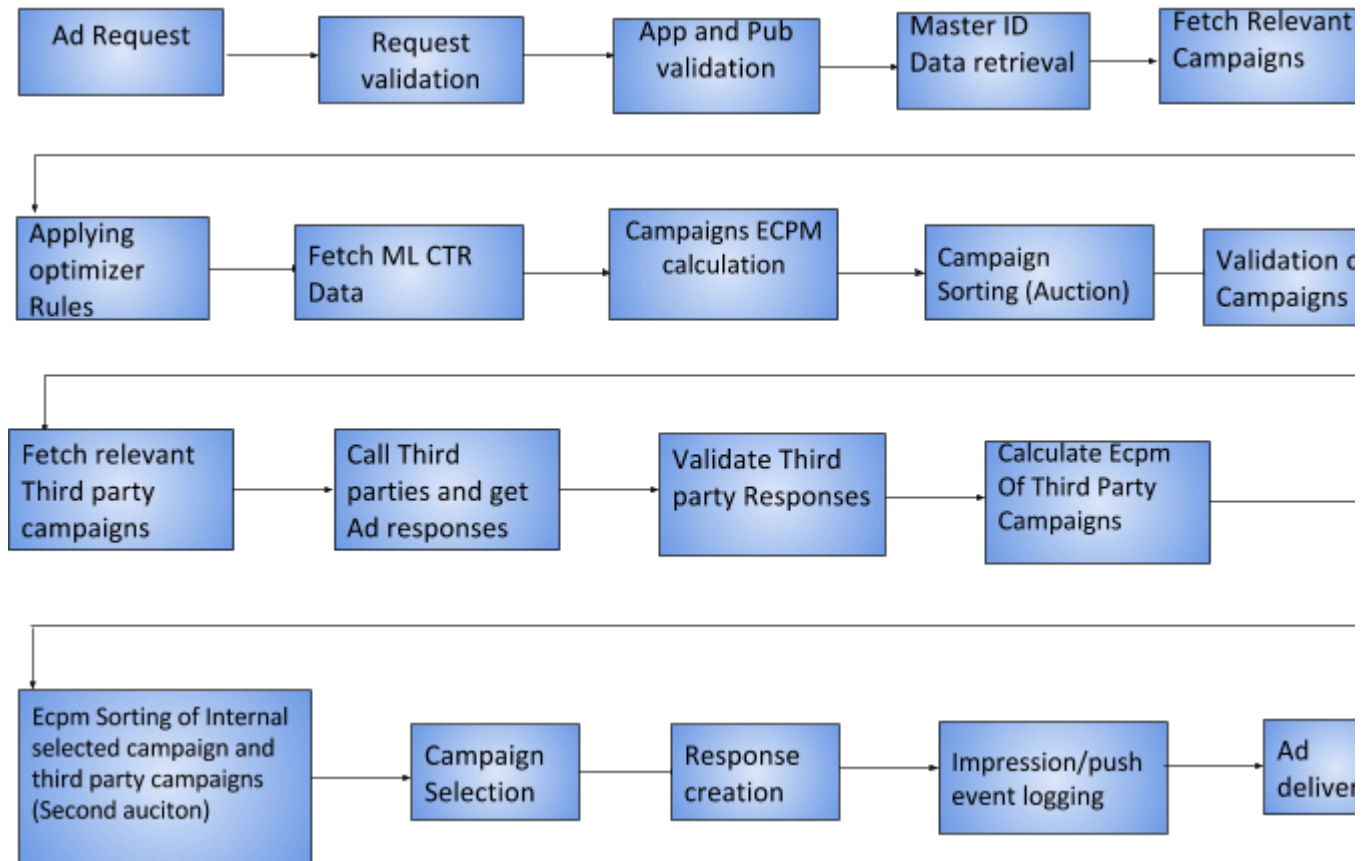 Ad Request
Request
validation
App and Pub
validation
Master ID
Data retrieval
Fetch Relevant
Campaigns
Applying
optimizer
Rules
Fetch ML CTR
Data
Campaigns ECPM
calculation
Campaign
Sorting (Auction)
Validation
Campaigns
Fetch relevant
Third party
campaigns
Call Third
parties and get
Ad responses
Validate Third
party Responses
Calculate Ecpm
Of Third Party
Campaigns
Ecpm Sorting of Internal
selected campaign and
third party campaigns
(Second auciton)
Campaign
Selection
Response
creation
Impression/push
event logging
Ad